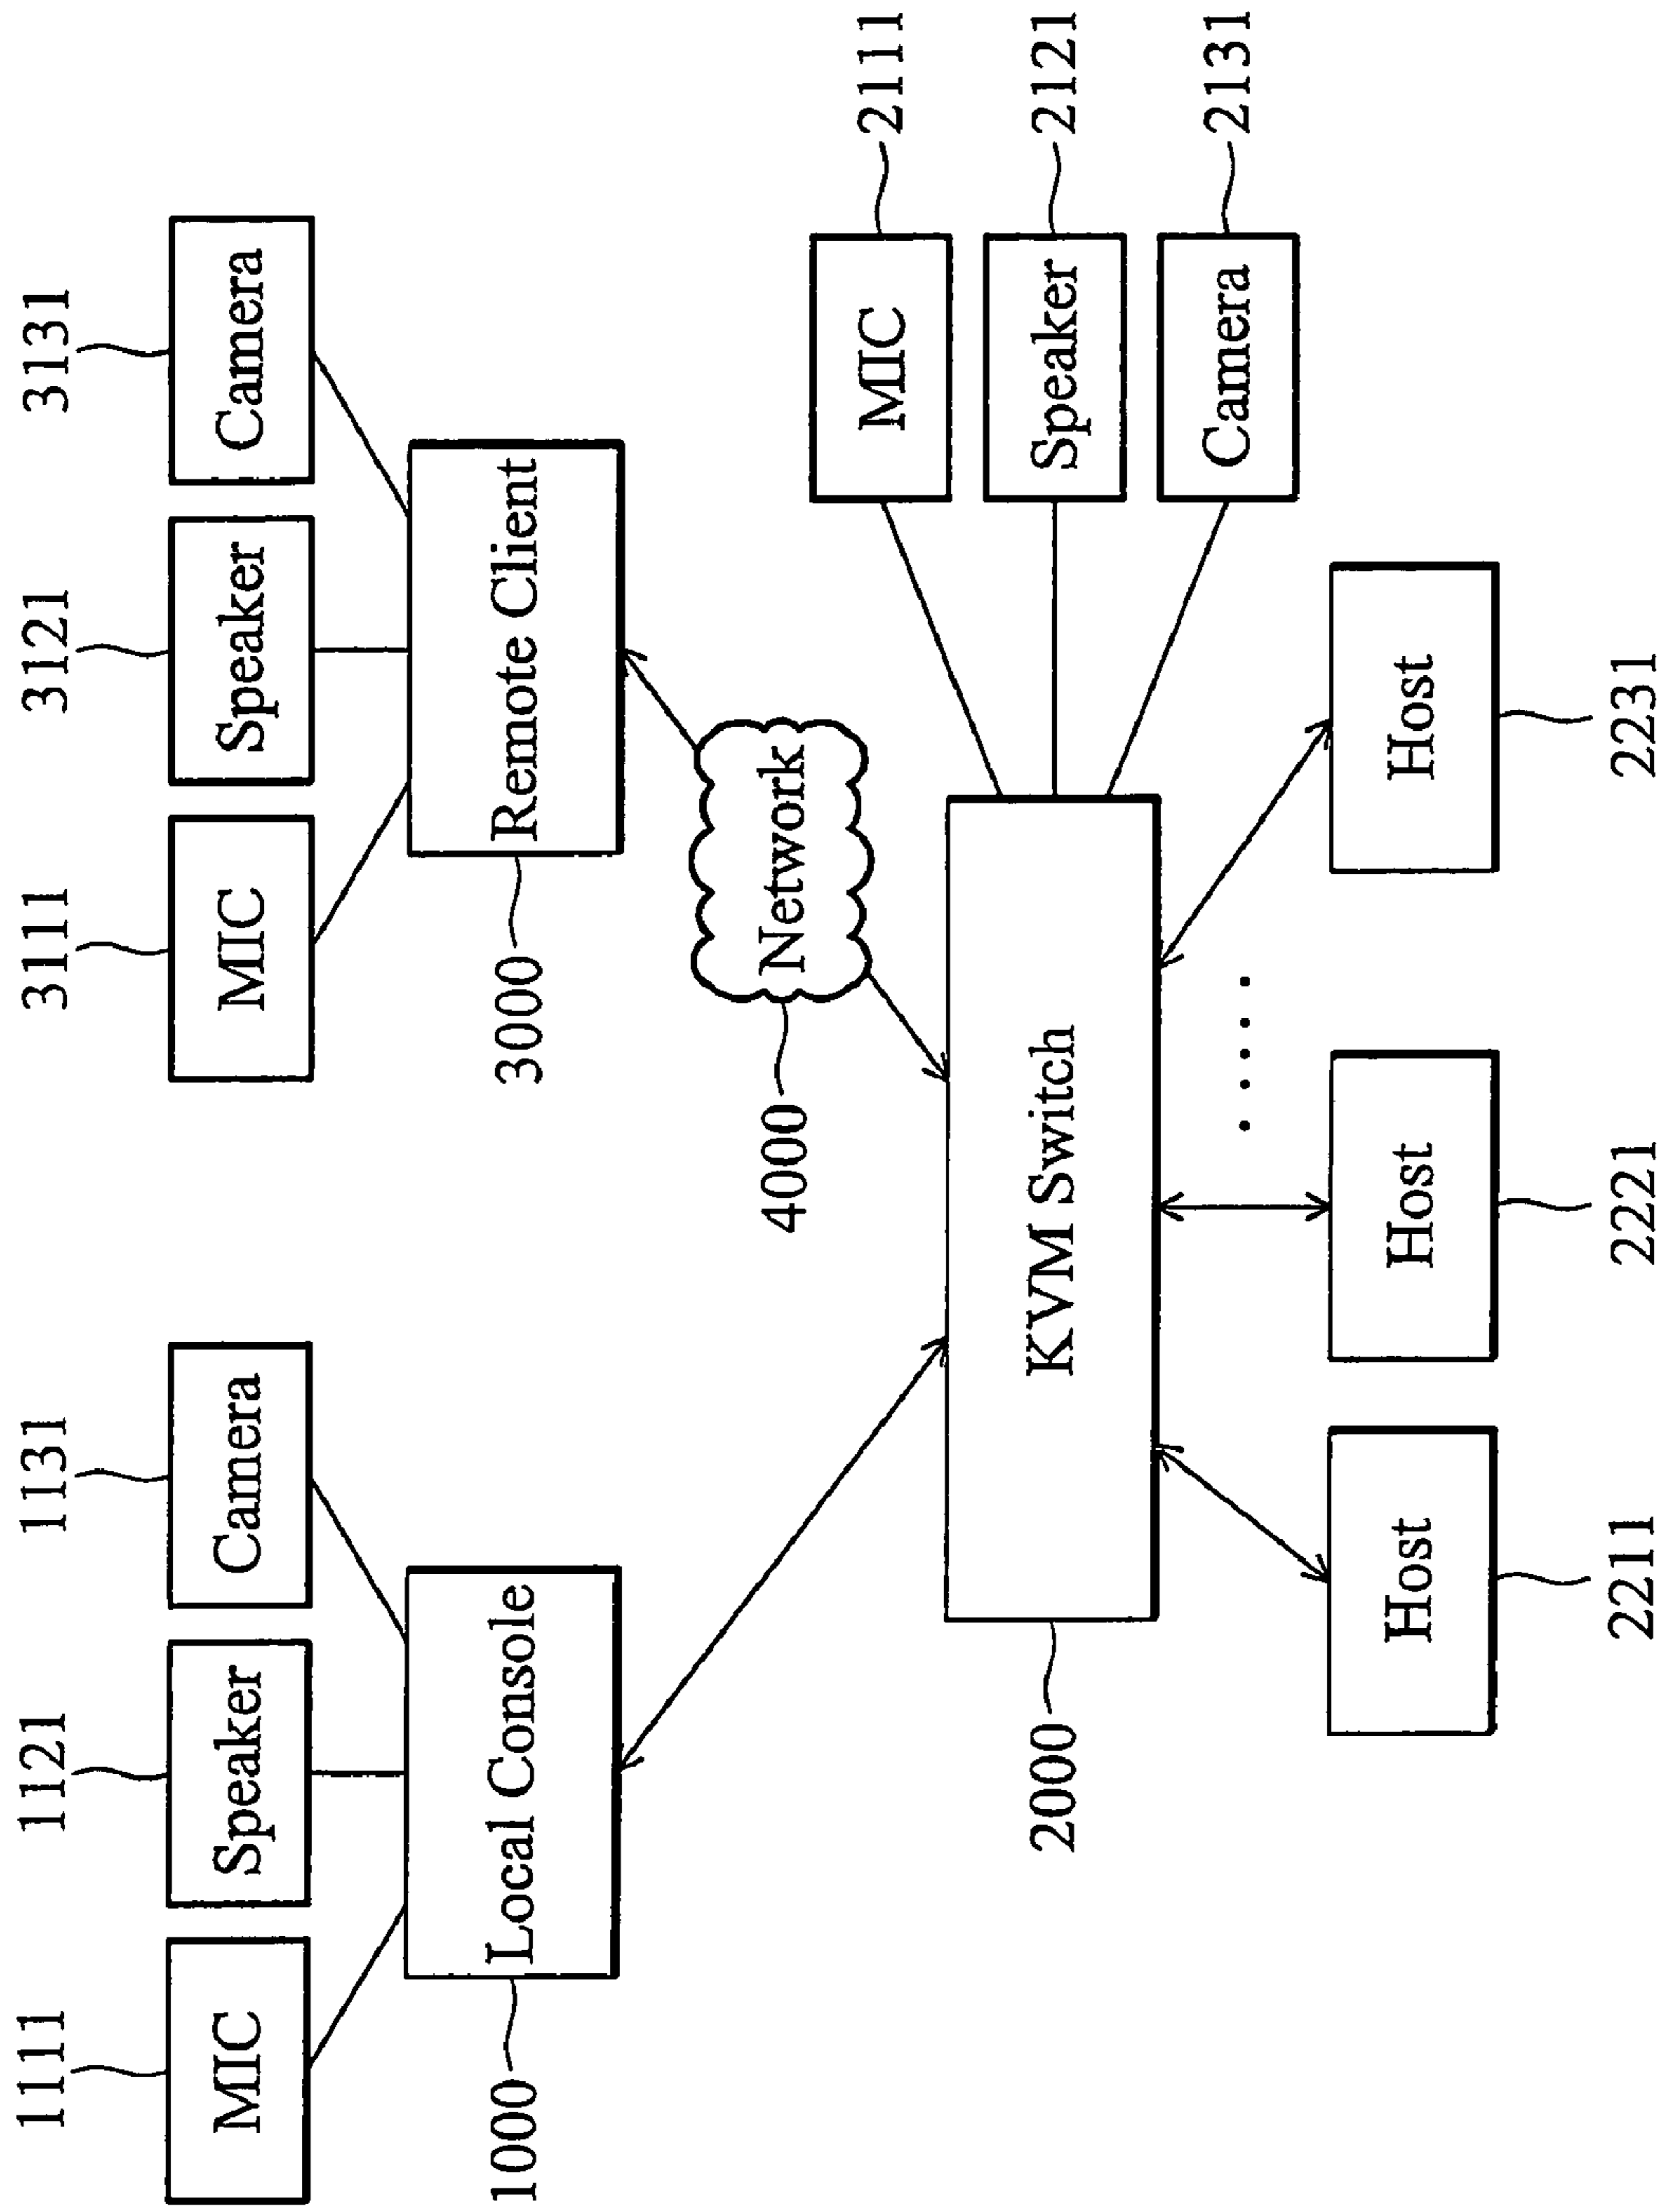 1111 1121 1131 3111 3121 3131
MIC Speaker Camera MIC Speaker Camera
Local Console Remote Client
1000 3000
4000 Network
MIC 2111
KVM Switch Speaker 2121
2000
Camera 2131
.....
Host Host Host
2211 2221 2231